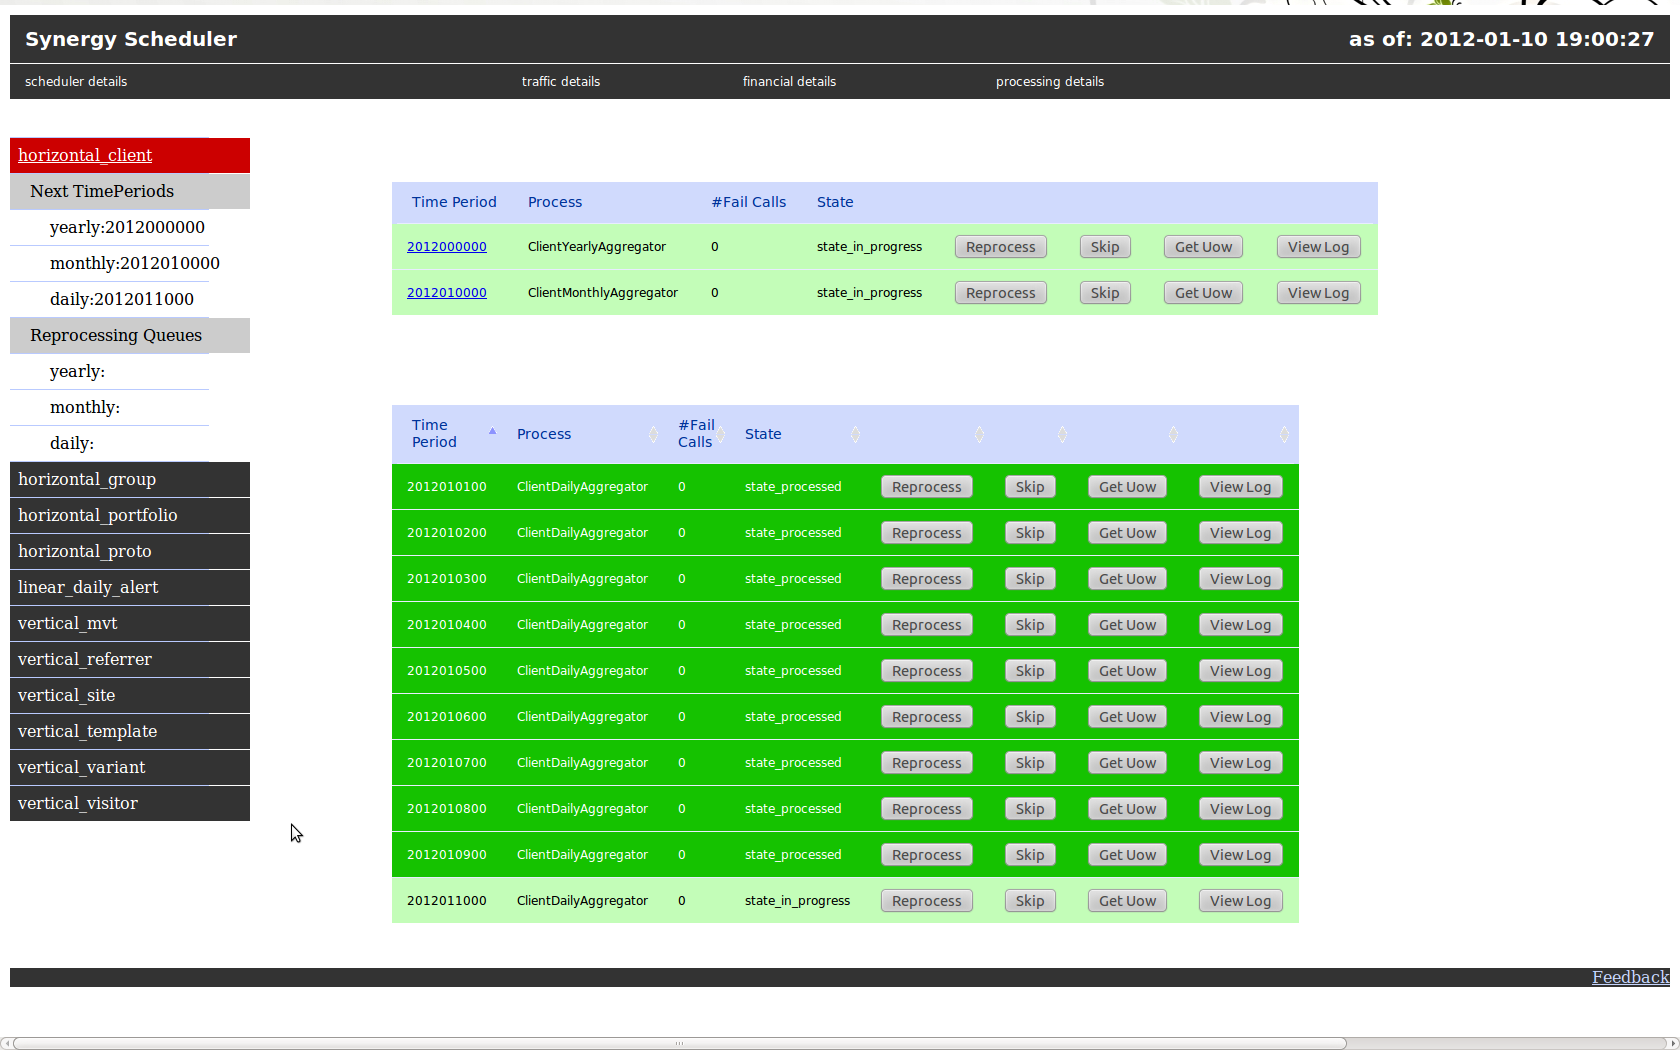 Synergy Scheduler as of: 2012-01-10 19:00:27
scheduler details traffic details financial details processing details
horizontal_client
Next TimePeriods
yearly:2012000000
monthly:2012010000
daily:2012011000
Reprocessing Queues
yearly:
monthly:
daily:
horizontal_group
horizontal_portfolio
horizontal_proto
linear_daily_alert
vertical_mvt
vertical_referrer
vertical_site
vertical_template
vertical_variant
vertical_visitor
Time Period Process #Fail Calls State
2012000000 ClientYearlyAggregator 0 state_in_progress Reprocess Skip Get Uow View Log
2012010000 ClientMonthlyAggregator 0 state_in_progress Reprocess Skip Get Uow View Log
Time Period Process #Fail Calls State
2012010100 ClientDailyAggregator 0 state_processed Reprocess Skip Get Uow View Log
2012010200 ClientDailyAggregator 0 state_processed Reprocess Skip Get Uow View Log
2012010300 ClientDailyAggregator 0 state_processed Reprocess Skip Get Uow View Log
2012010400 ClientDailyAggregator 0 state_processed Reprocess Skip Get Uow View Log
2012010500 ClientDailyAggregator 0 state_processed Reprocess Skip Get Uow View Log
2012010600 ClientDailyAggregator 0 state_processed Reprocess Skip Get Uow View Log
2012010700 ClientDailyAggregator 0 state_processed Reprocess Skip Get Uow View Log
2012010800 ClientDailyAggregator 0 state_processed Reprocess Skip Get Uow View Log
2012010900 ClientDailyAggregator 0 state_processed Reprocess Skip Get Uow View Log
2012011000 ClientDailyAggregator 0 state_in_progress Reprocess Skip Get Uow View Log
Feedback